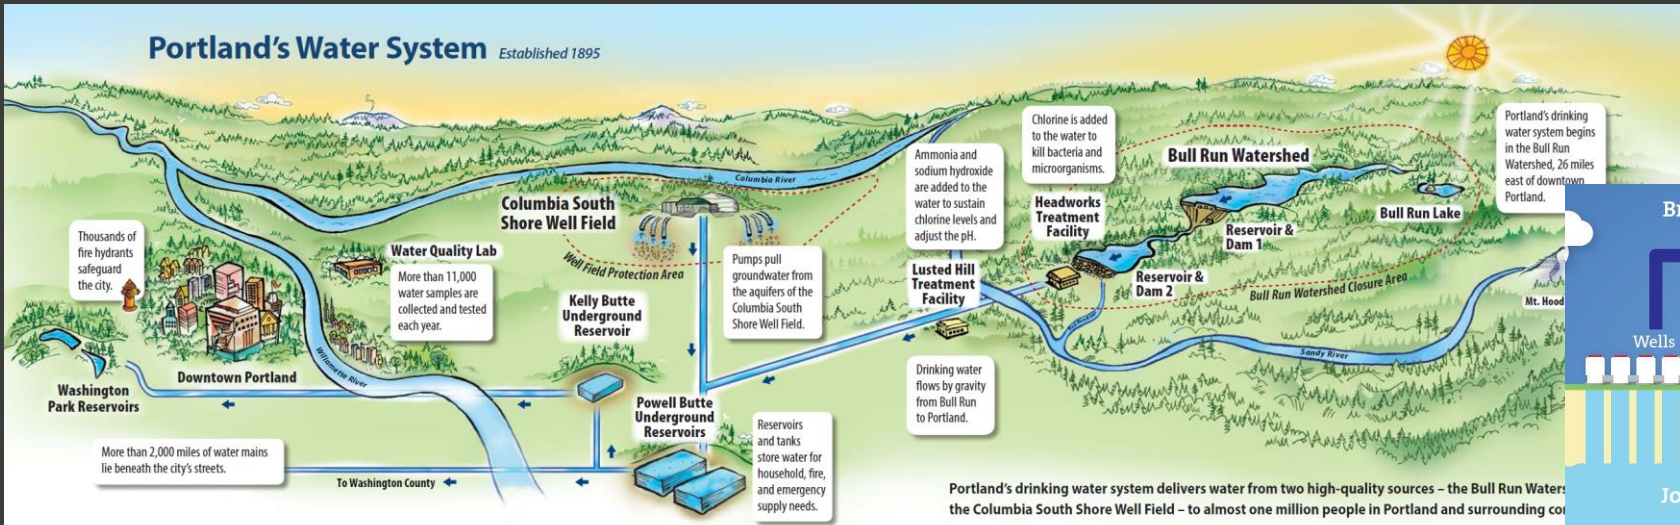 Portland's Water System Established 1895
Chlorine is added
to the water to
kill bacteria and
microorganisms.
Portland's drinking
water system begins
in the Bull Run
Watershed, 26 miles
east of downtown
Portland.
Ammonia and
sodium hydroxide
are added to the
water to sustain
chlorine levels and
adjust the pH.
Bull Run Watershed
Columbia River
Columbia South
Shore Well Field
Headworks
Treatment
Facility
Bull Run Lake
Reservoir &
Dam 1
Thousands of
fire hydrants
safeguard
the city.
Water Quality Lab
More than 11,000
water samples are
collected and tested
each year.
Well Field Protection Area
Pumps pull
groundwater from
the aquifers of the
Columbia South
Shore Well Field.
Lusted Hill
Treatment
Facility
Reservoir &
Dam 2
Bull Run Watershed Closure Area
Mt. Hood
Kelly Butte
Underground
Reservoir
Wells
Sandy River
Willamette River
Downtown Portland
Washington
Park Reservoirs
Drinking water
flows by gravity
from Bull Run
to Portland.
Powell Butte
Underground
Reservoirs
Reservoirs
and tanks
store water for
household, fire,
and emergency
supply needs.
More than 2,000 miles of water mains
lie beneath the city's streets.
To Washington County
Portland's drinking water system delivers water from two high-quality sources – the Bull Run Waters
the Columbia South Shore Well Field – to almost one million people in Portland and surrounding co